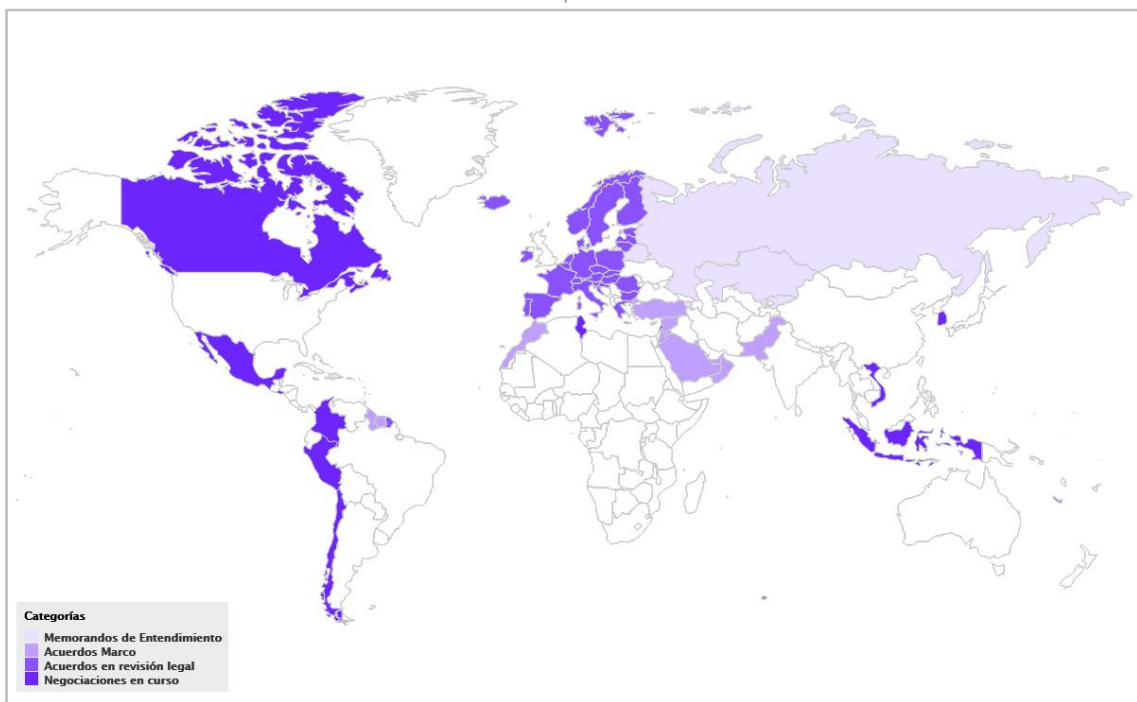 Categorías
Memorandos de Entendimiento
Acuerdos Marco
Acuerdos en revisión legal
Negociaciones en curso